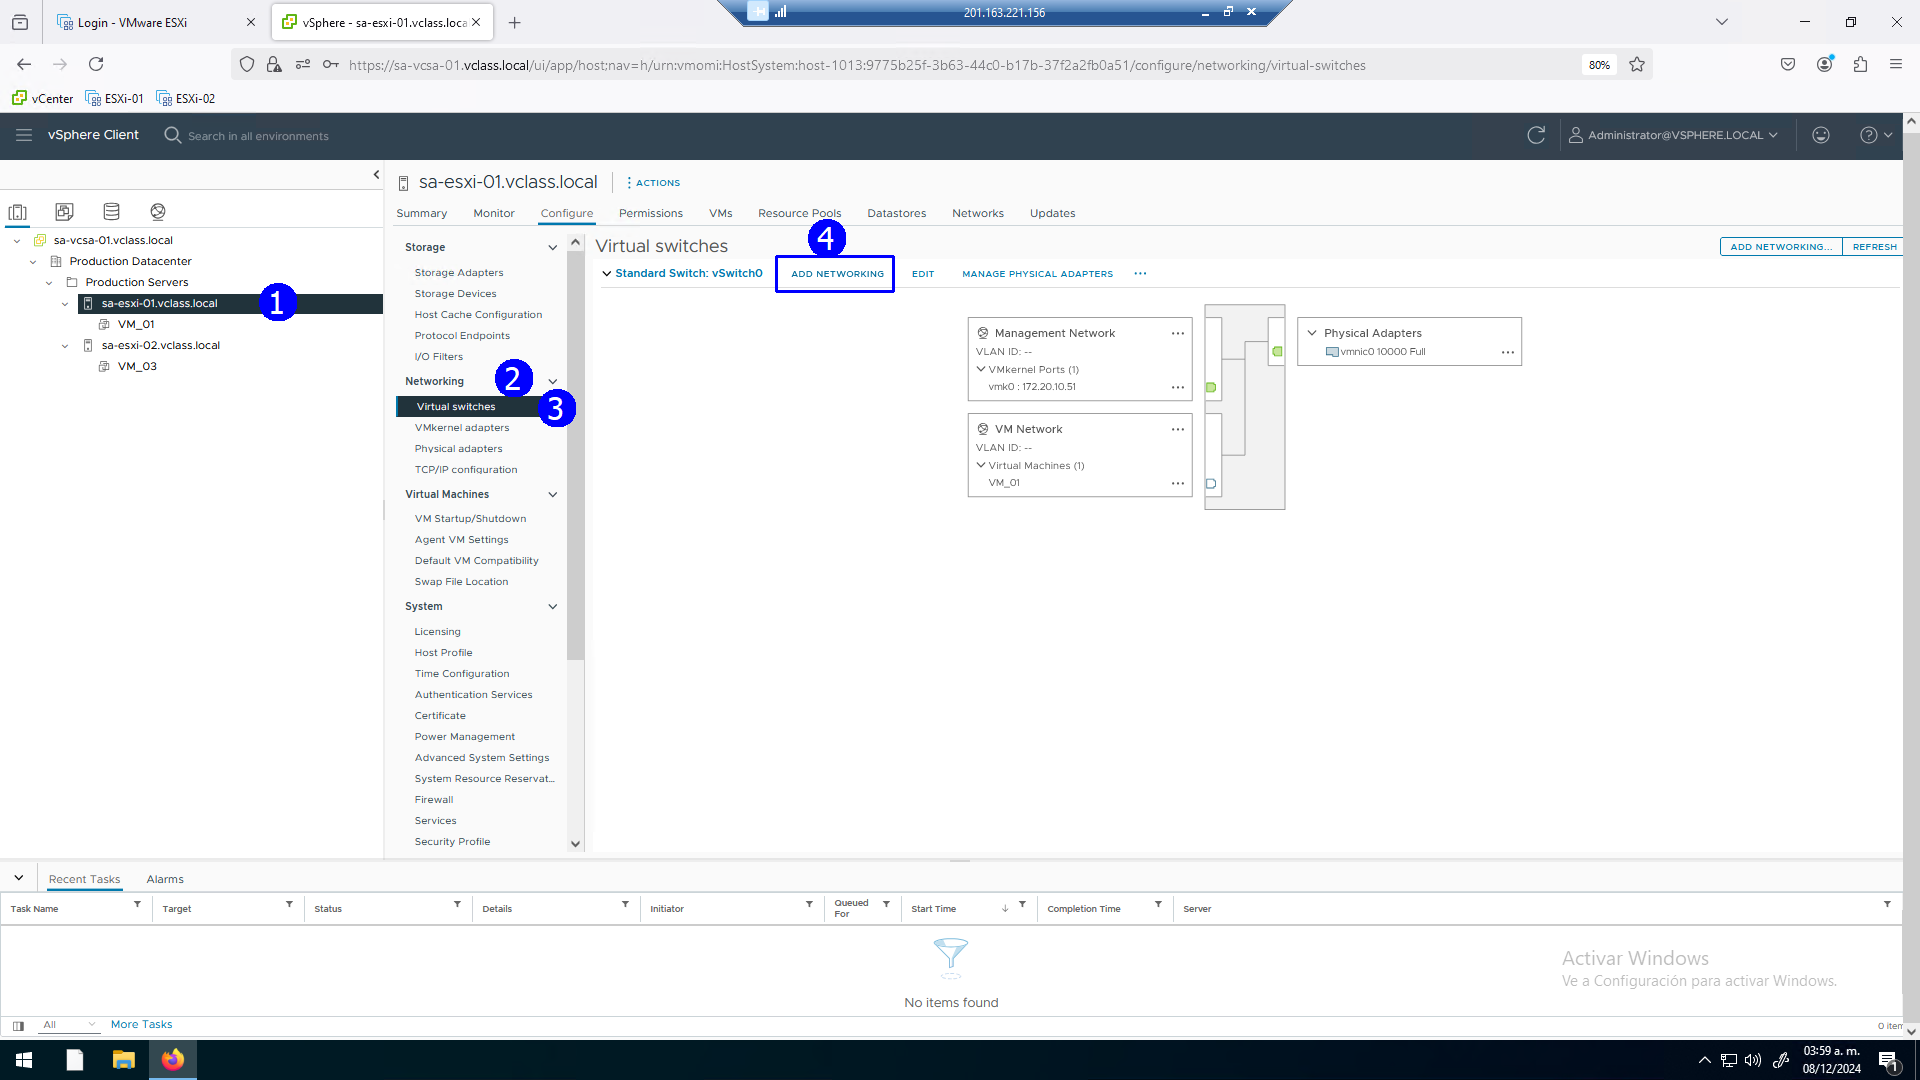 Login - VMware ESXi
vSphere - sa-esxi-01.vclass.loca
201.163.221.156
https://sa-vcsa-01.vclass.local/ui/app/host;nav=h/urn:vmomi:HostSystem:host-1013:9775b25f-3b63-44c0-b17b-37f2a2fb0a51/configure/networking/virtual-switches
80%
vCenter
ESXi-01
ESXi-02
vSphere Client
Search in all environments
Administrator@VSPHERE.LOCAL
sa-vcsa-01.vclass.local
Production Datacenter
Production Servers
sa-esxi-01.vclass.local
1
VM_01
sa-esxi-02.vclass.local
VM_03
sa-esxi-01.vclass.local
ACTIONS
Summary
Monitor
Configure
Permissions
VMs
Resource Pools
Datastores
Networks
Updates
Storage
Storage Adapters
Storage Devices
Host Cache Configuration
Protocol Endpoints
I/O Filters
Networking
2
Virtual switches
3
VMkernel adapters
Physical adapters
TCP/IP configuration
Virtual Machines
VM Startup/Shutdown
Agent VM Settings
Default VM Compatibility
Swap File Location
System
Licensing
Host Profile
Time Configuration
Authentication Services
Certificate
Power Management
Advanced System Settings
System Resource Reservat...
Firewall
Services
Security Profile
Virtual switches
4
ADD NETWORKING...
REFRESH
Standard Switch: vSwitch0
ADD NETWORKING
EDIT
MANAGE PHYSICAL ADAPTERS
...
Management Network
...
VLAN ID: --
VMkernel Ports (1)
vmk0 : 172.20.10.51
...
VM Network
...
VLAN ID: --
Virtual Machines (1)
VM_01
...
Physical Adapters
vmnic0 10000 Full
...
Recent Tasks
Alarms
Task Name
Target
Status
Details
Initiator
Queued
For
Start Time
Completion Time
Server
No items found
Activar Windows
Ve a Configuración para activar Windows.
All
More Tasks
0 item
03:59 a. m.
08/12/2024
1